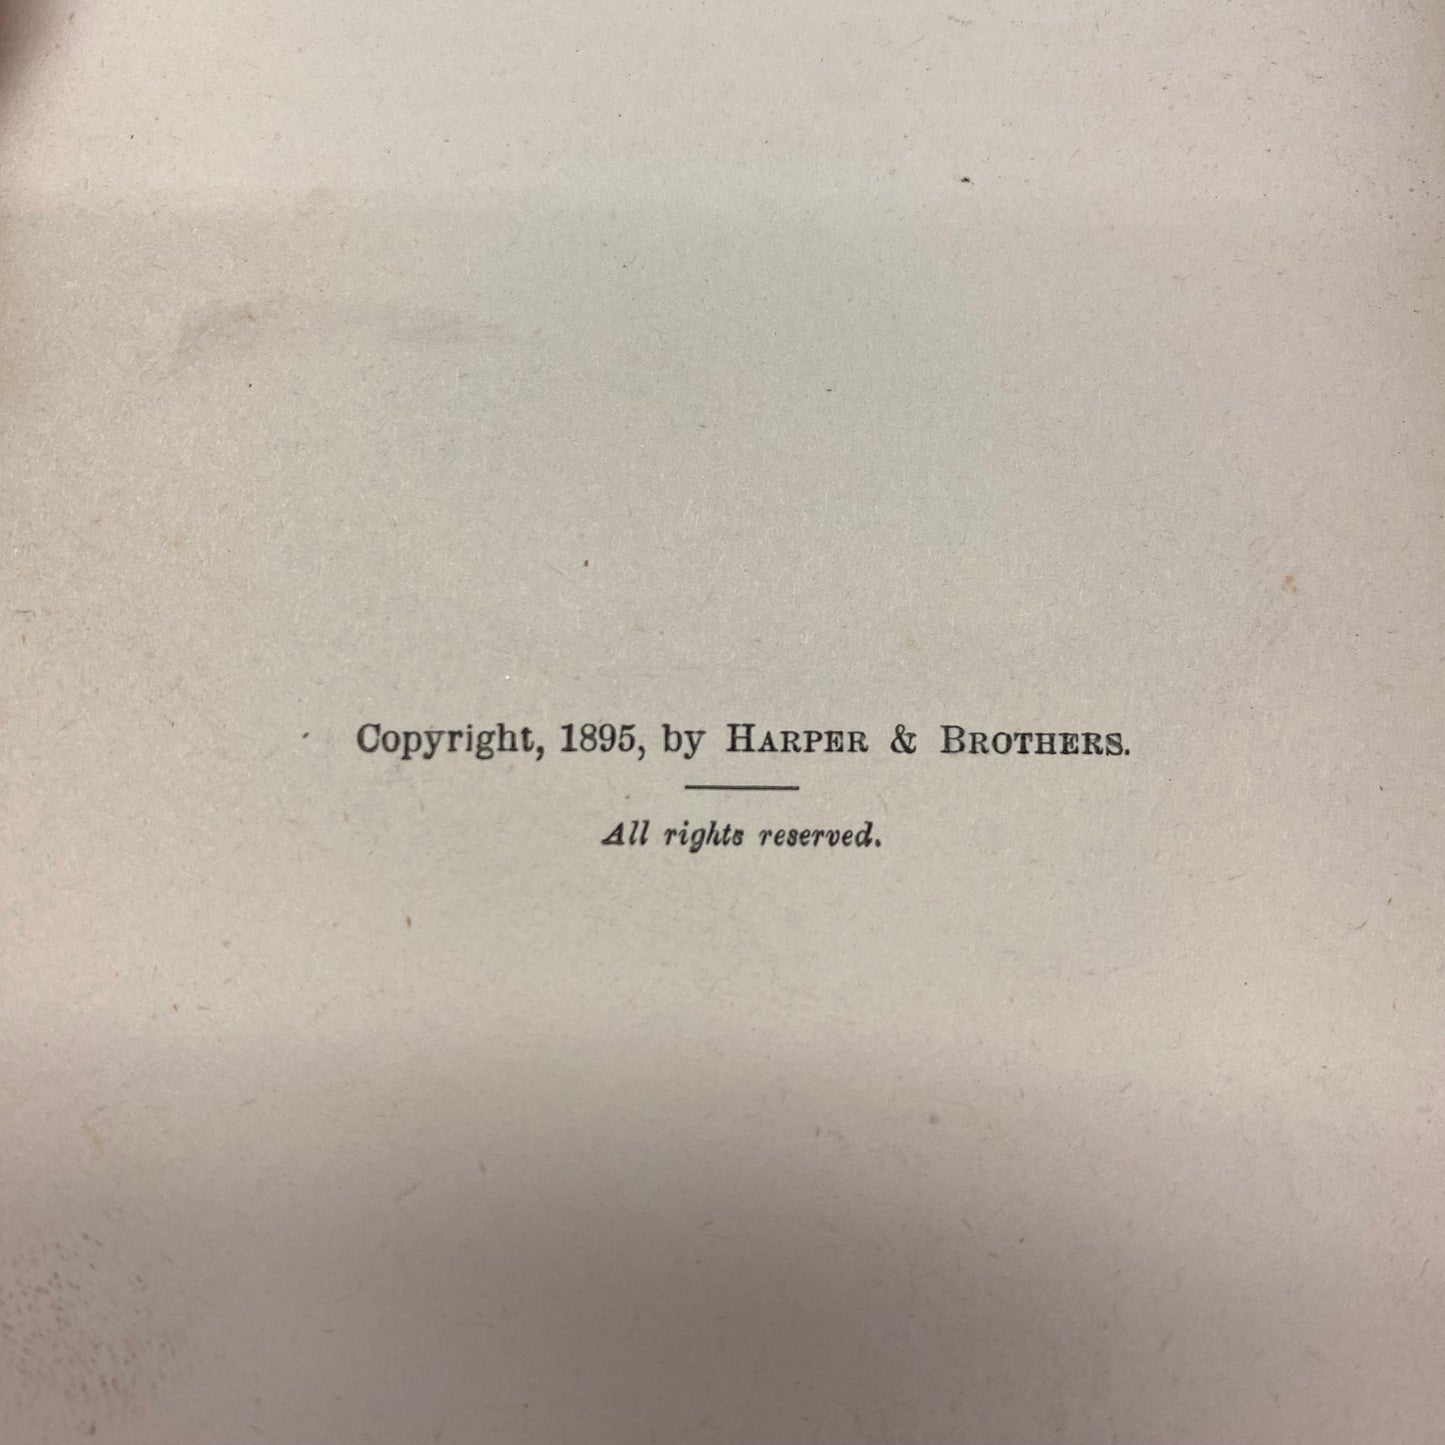 Copyright, 1895, by HARPER & BROTHERS.
All rights reserved.